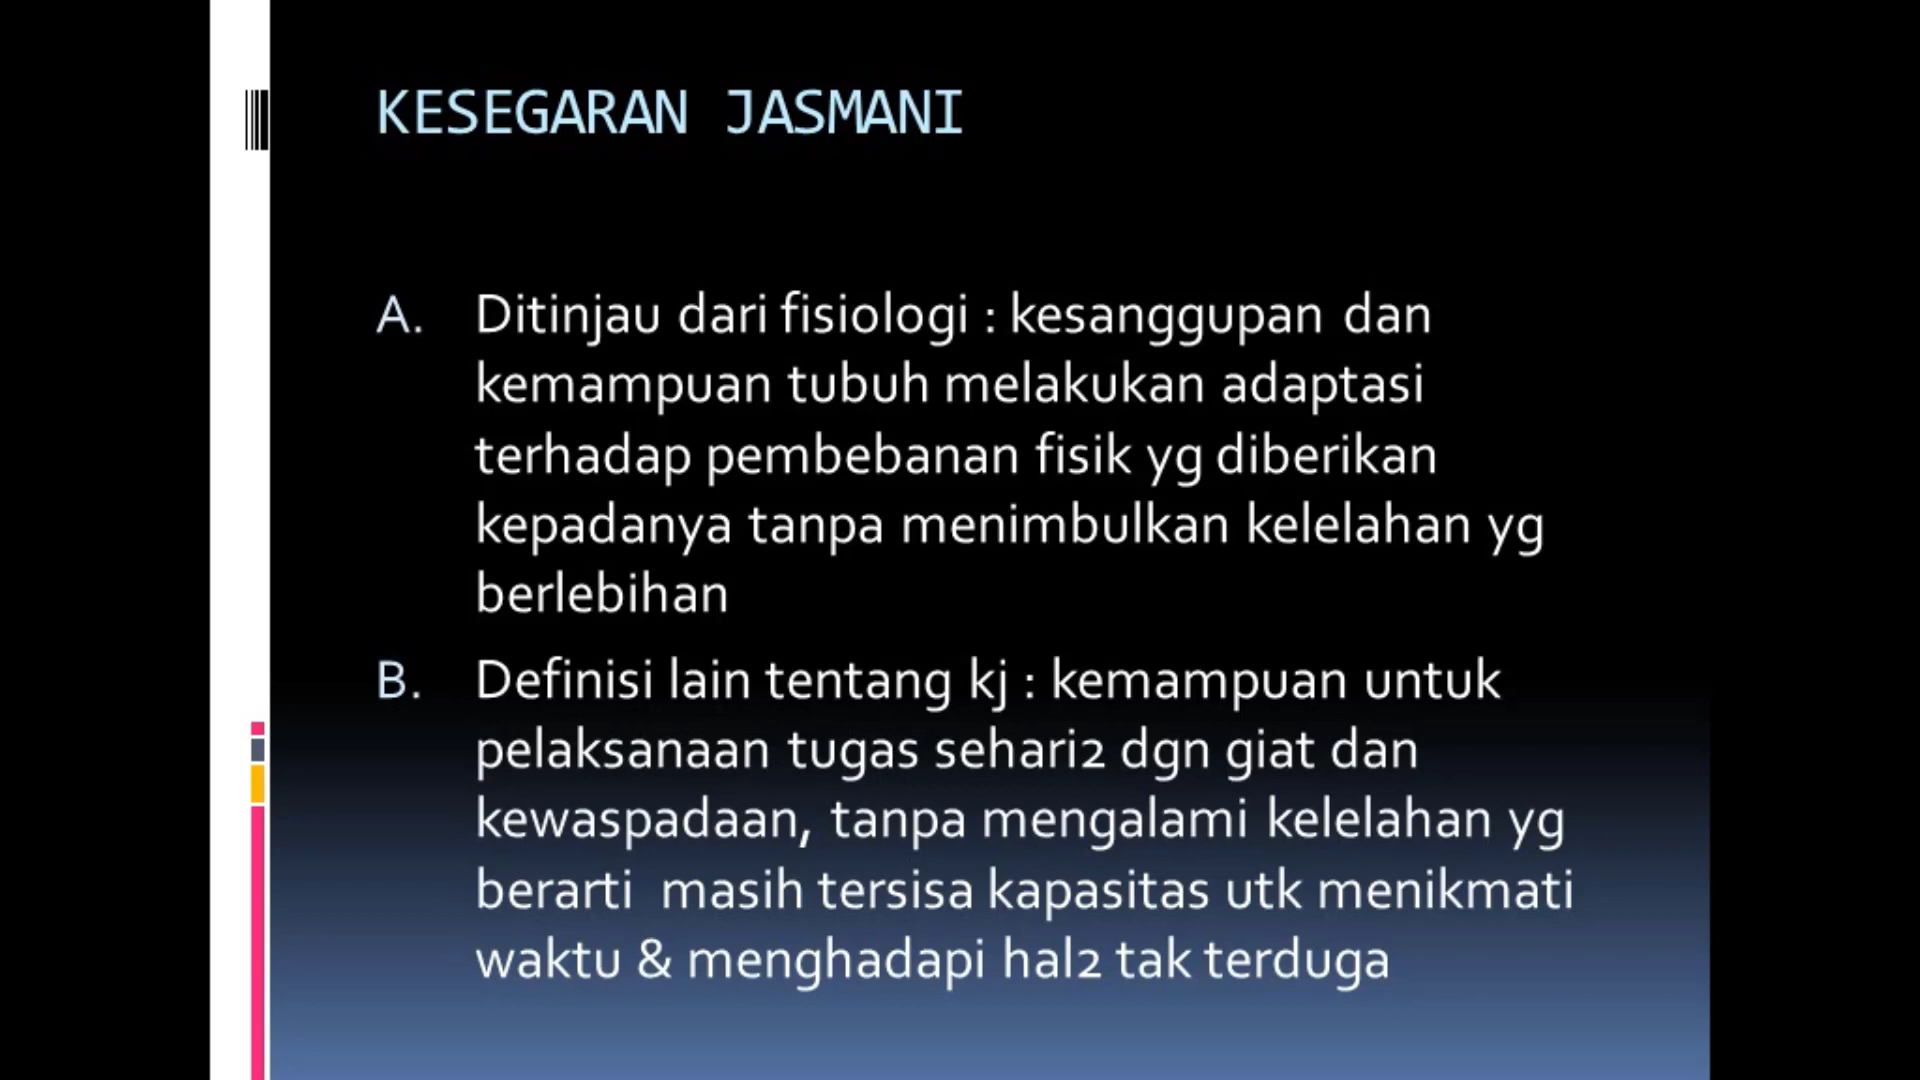 KESEGARAN JASMANI
A. Ditinjau dari fisiologi : kesanggupan dan
kemampuan tubuh melakukan adaptasi
terhadap pembebanan fisik yg diberikan
kepadanya tanpa menimbulkan kelelahan yg
berlebihan
B. Definisi lain tentang kj : kemampuan untuk
pelaksanaan tugas sehari2 dgn giat dan
kewaspadaan, tanpa mengalami kelelahan yg
berarti masih tersisa kapasitas utk menikmati
waktu & menghadapi hal2 tak terduga